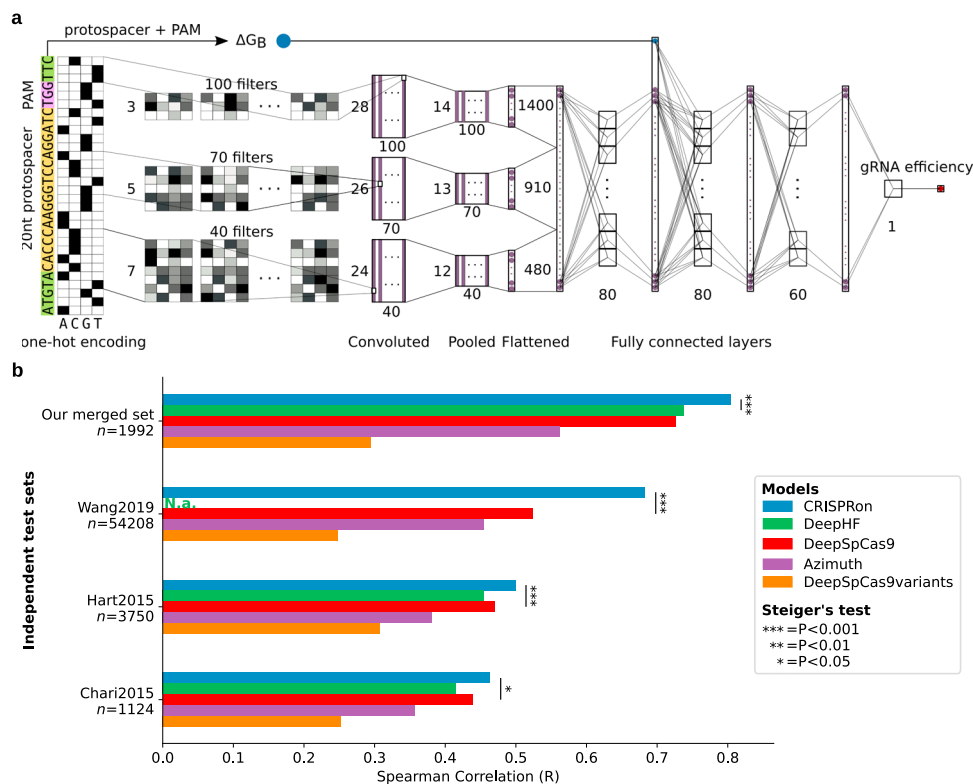 a
protospacer + PAM
ΔGB
ATGTACACCCAAGGGTCCAGGATCTGGTTC
20nt protospacer PAM
A C G T
one-hot encoding
100 filters
3
28
100
14
100
1400
70 filters
5
26
70
13
70
910
40 filters
7
24
40
12
40
480
80
80
60
gRNA efficiency
1
Convoluted
Pooled
Flattened
Fully connected layers
b
Independent test sets
Our merged set
n=1992
***
Wang2019
n=54208
N.a.
***
Hart2015
n=3750
***
Chari2015
n=1124
*
0.0 0.1 0.2 0.3 0.4 0.5 0.6 0.7 0.8
Spearman Correlation (R)
Models
CRISPRon
DeepHF
DeepSpCas9
Azimuth
DeepSpCas9variants
Steiger's test
***=P<0.001
**=P<0.01
*=P<0.05